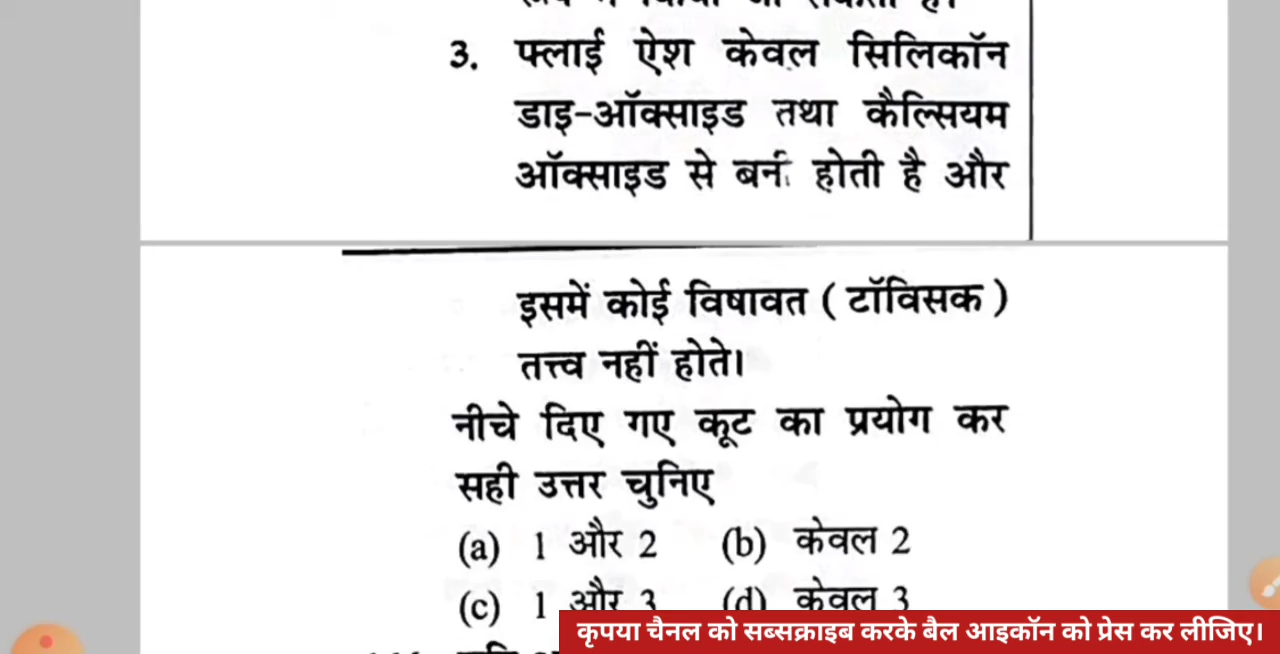 3. फ्लाई ऐश केवल सिलिकॉन
डाइ-ऑक्साइड तथा कैल्सियम
ऑक्साइड से बनी होती है और
इसमें कोई विषाक्त ( टॉक्सिक )
तत्त्व नहीं होते।
नीचे दिए गए कूट का प्रयोग कर
सही उत्तर चुनिए
(a) 1 और 2 (b) केवल 2
(c) 1 और 3 (d) केवल 3
कृपया चैनल को सब्सक्राइब करके बैल आइकॉन को प्रेस कर लीजिए।